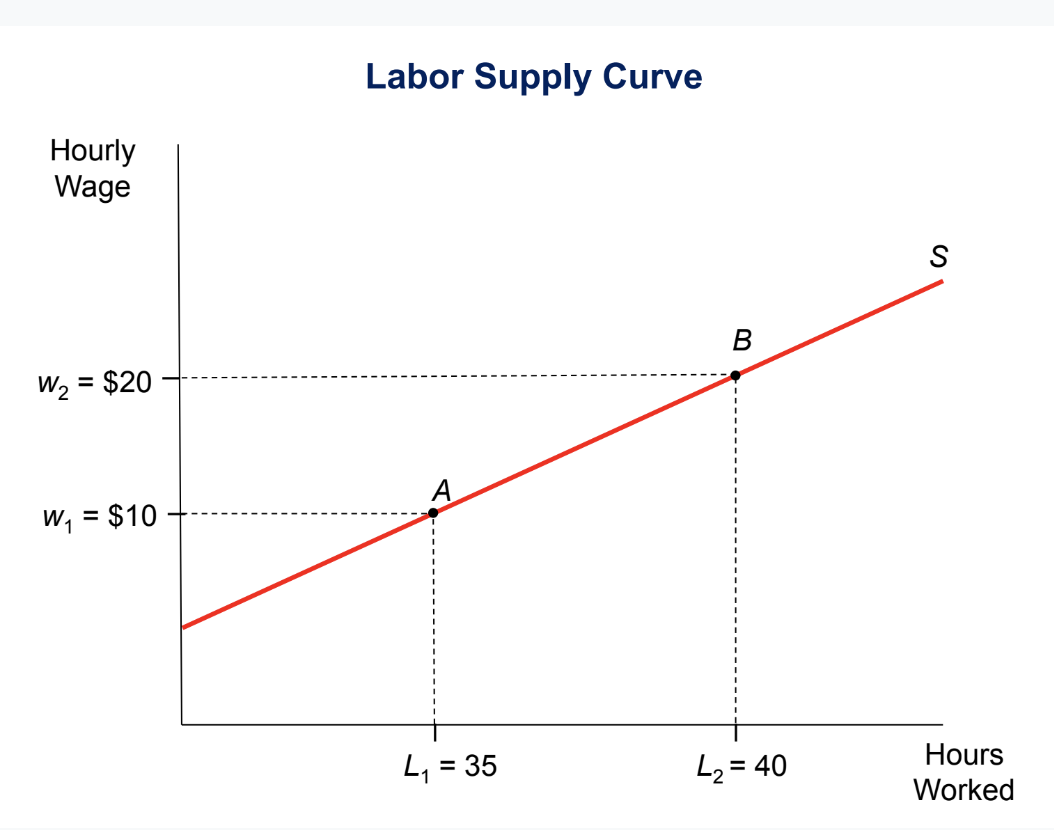 Labor Supply Curve
Hourly
Wage
S
B
w₂ = $20
A
w₁ = $10
L₁ = 35
L₂ = 40
Hours
Worked